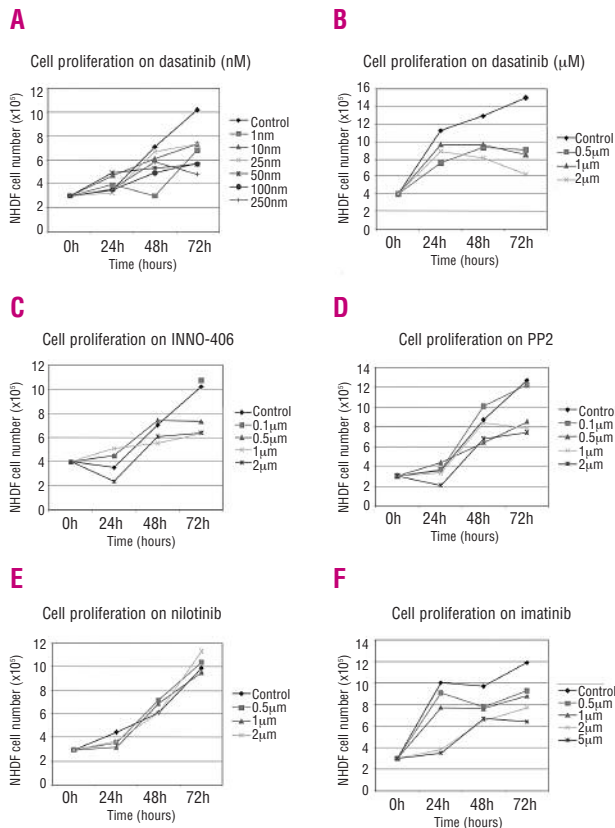 A
Cell proliferation on dasatinib (nM)
NHDF cell number (x10⁵)
12
10
8
6
4
2
0
0h 24h 48h 72h
Time (hours)
Control
1nm
10nm
25nm
50nm
100nm
250nm
B
Cell proliferation on dasatinib (μM)
NHDF cell number (x10⁵)
16
14
12
10
8
6
4
2
0
0h 24h 48h 72h
Time (hours)
Control
0.5μm
1μm
2μm
C
Cell proliferation on INNO-406
NHDF cell number (x10⁵)
12
10
8
6
4
2
0
0h 24h 48h 72h
Time (hours)
Control
0.1μm
0.5μm
1μm
2μm
D
Cell proliferation on PP2
NHDF cell number (x10⁵)
14
12
10
8
6
4
2
0
0h 24h 48h 72h
Time (hours)
Control
0.1μm
0.5μm
1μm
2μm
E
Cell proliferation on nilotinib
NHDF cell number (x10⁵)
12
10
8
6
4
2
0
0h 24h 48h 72h
Time (hours)
Control
0.5μm
1μm
2μm
F
Cell proliferation on imatinib
NHDF cell number (x10⁵)
14
12
10
8
6
4
2
0
0h 24h 48h 72h
Time (hours)
Control
0.5μm
1μm
2μm
5μm